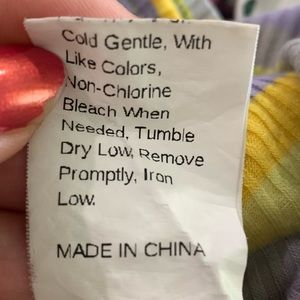 Cold Gentle, With
Like Colors,
Non-Chlorine
Bleach When
Needed, Tumble
Dry Low, Remove
Promptly, Iron
Low.
MADE IN CHINA